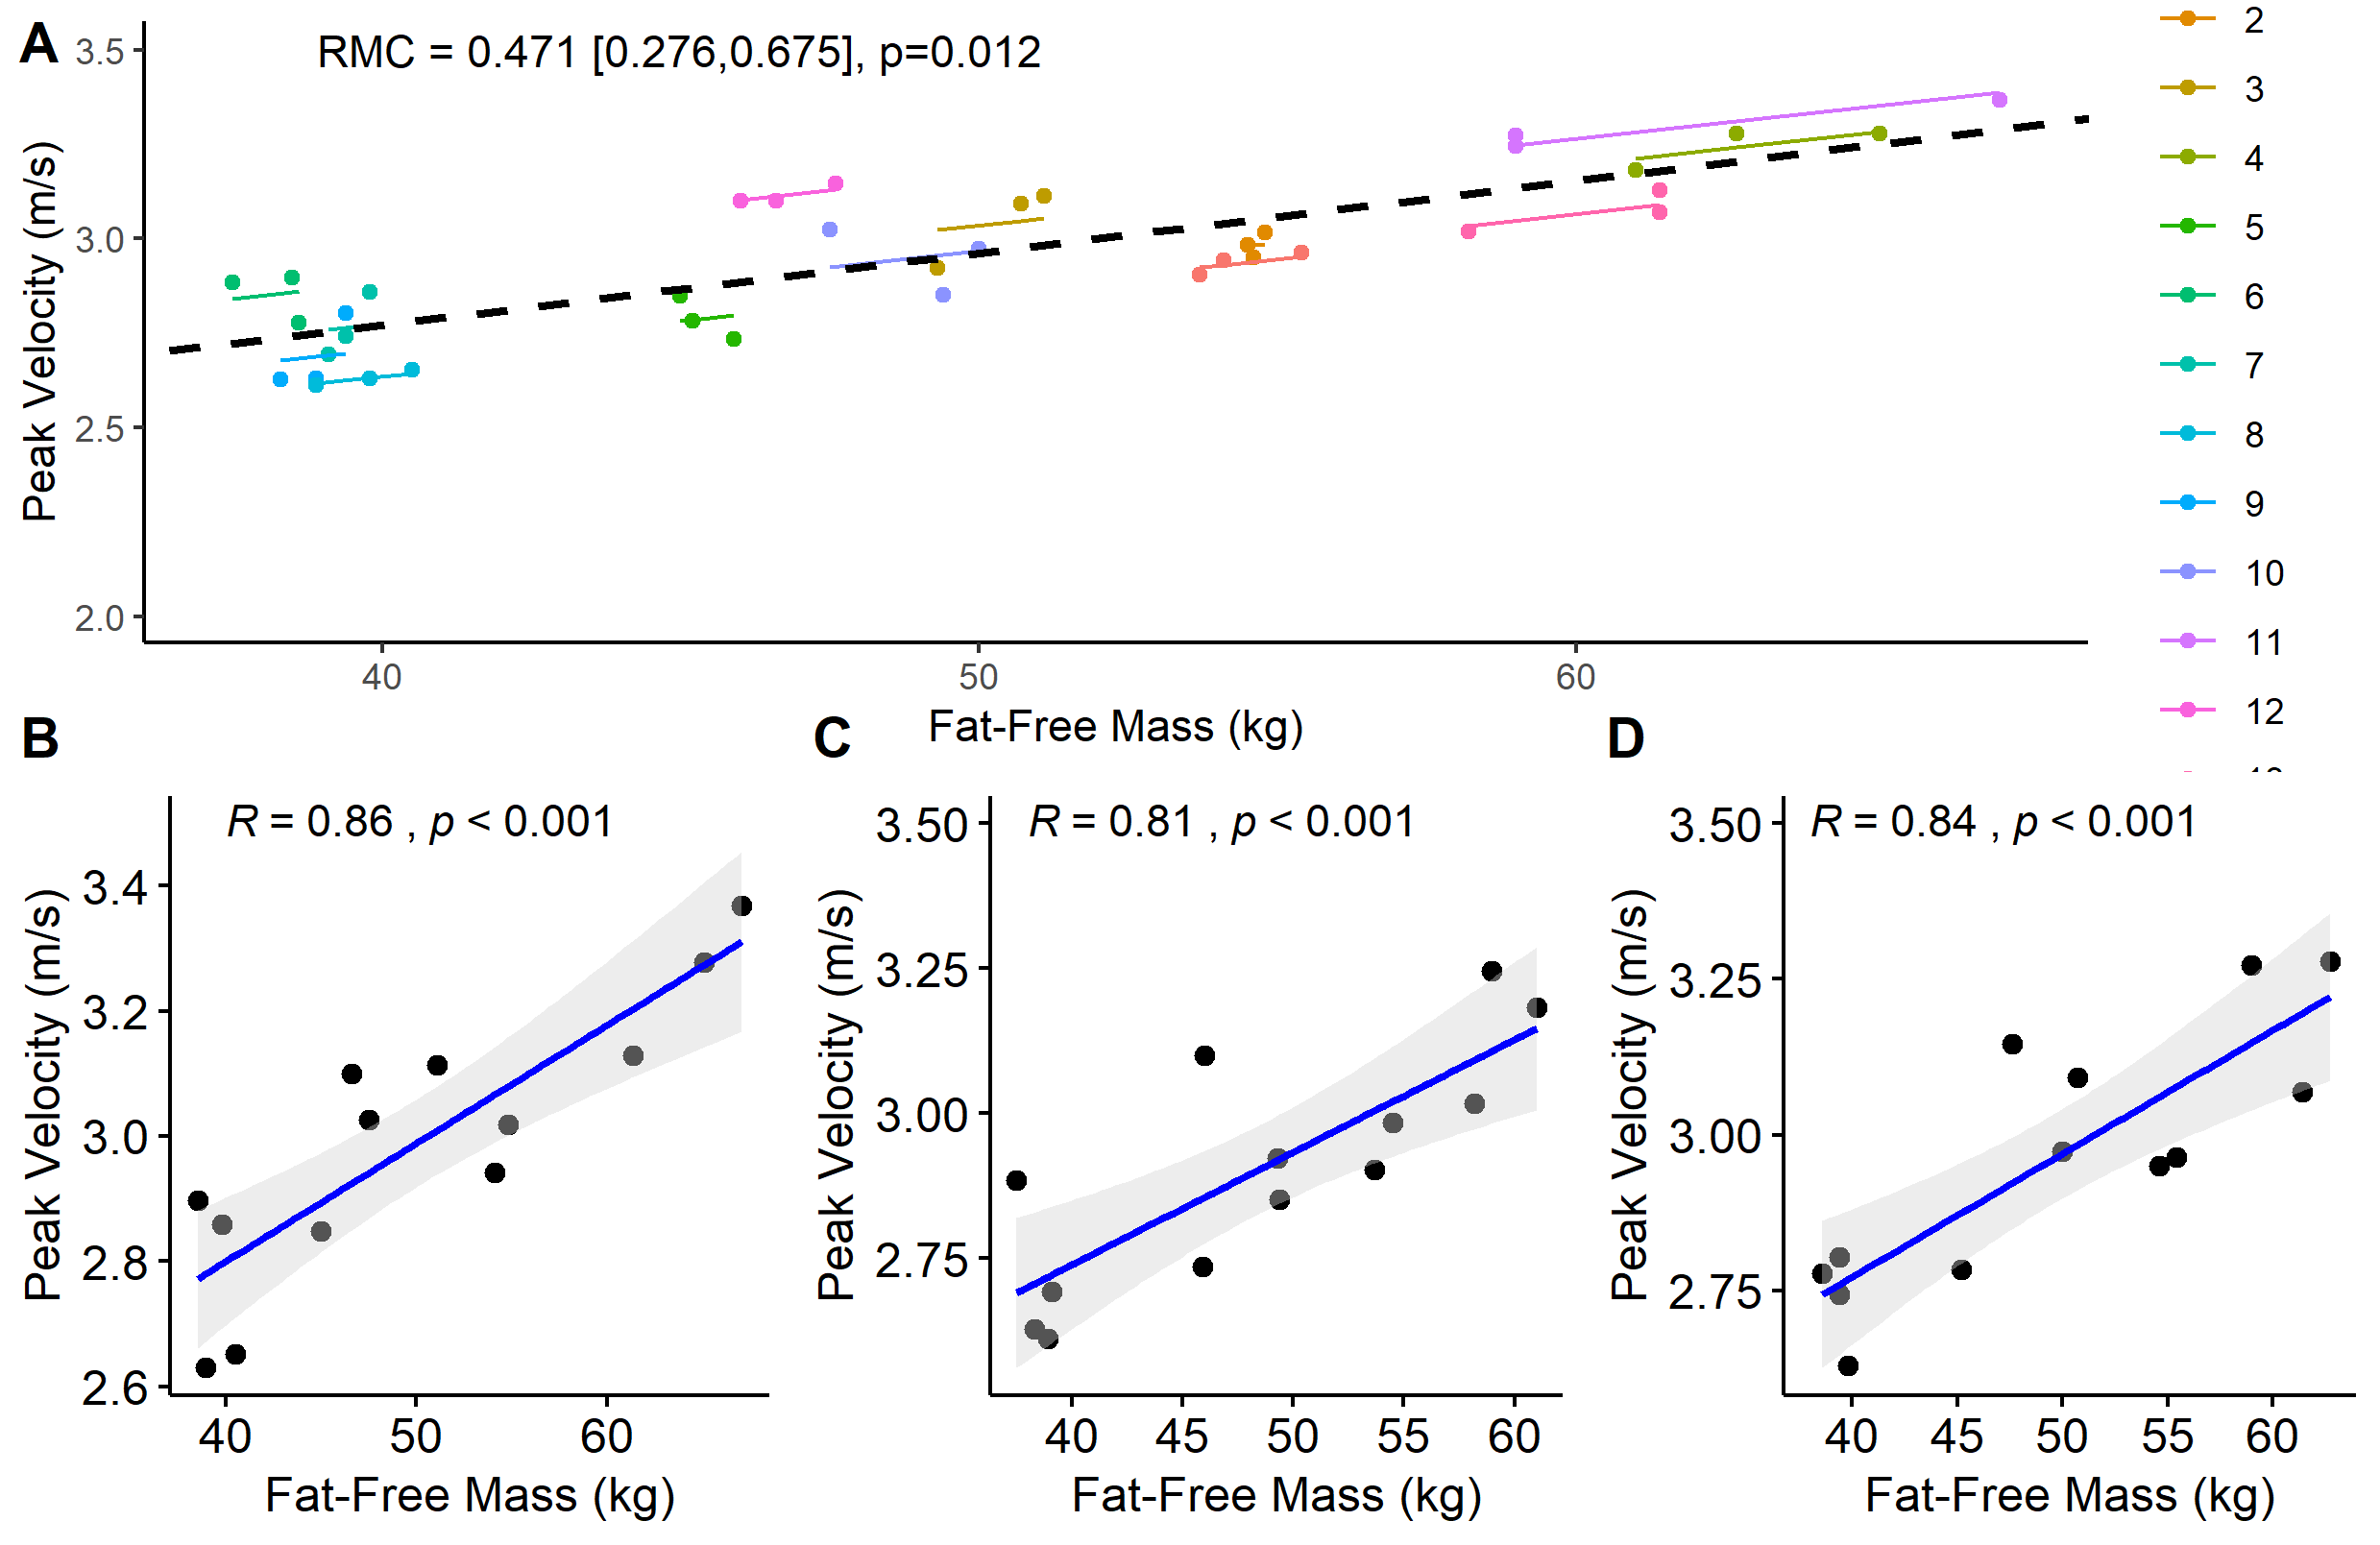 A
RMC = 0.471 [0.276,0.675], p=0.012
3.5
3.0
2.5
2.0
Peak Velocity (m/s)
40 50 60
Fat-Free Mass (kg)
2
3
4
5
6
7
8
9
10
11
12
B
R = 0.86 , p < 0.001
3.4
3.2
3.0
2.8
2.6
Peak Velocity (m/s)
40 50 60
Fat-Free Mass (kg)
C
R = 0.81 , p < 0.001
3.50
3.25
3.00
2.75
Peak Velocity (m/s)
40 45 50 55 60
Fat-Free Mass (kg)
D
R = 0.84 , p < 0.001
3.50
3.25
3.00
2.75
Peak Velocity (m/s)
40 45 50 55 60
Fat-Free Mass (kg)